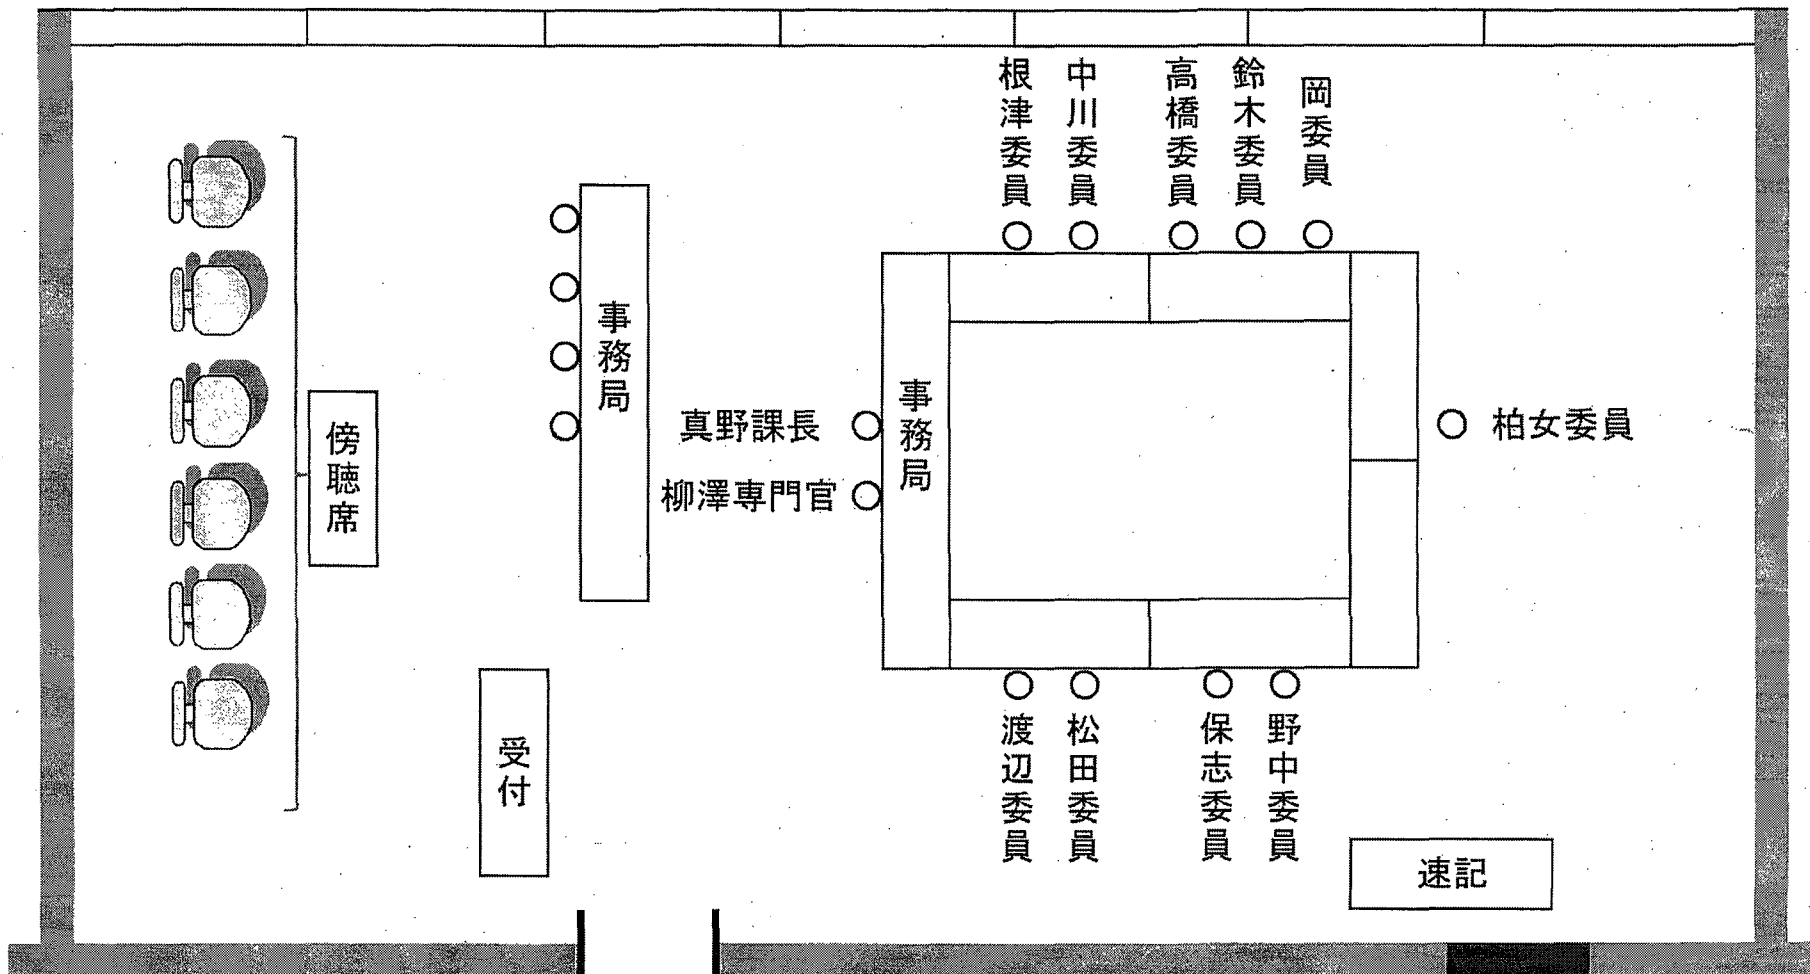 根津委員
中川委員
高橋委員
鈴木委員
岡委員
事務局
傍聴席
真野課長
柳澤専門官
事務局
柏女委員
受付
渡辺委員
松田委員
保志委員
野中委員
速記